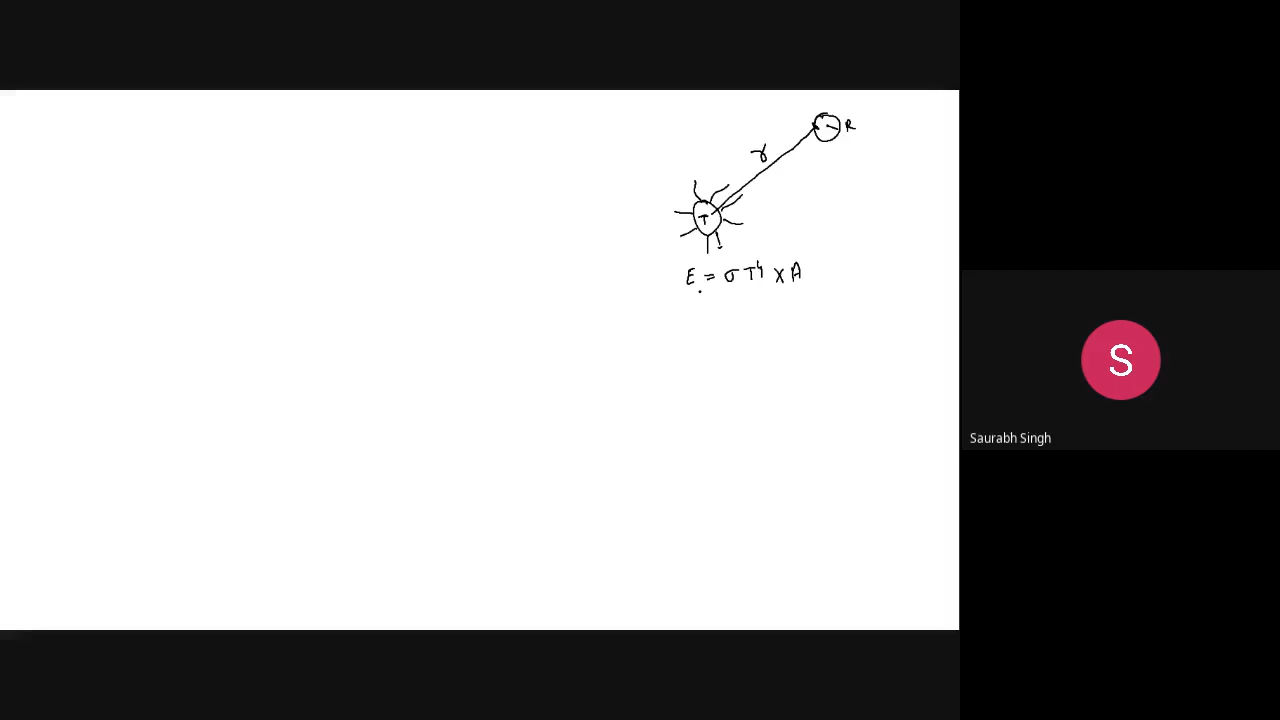 R
r
T
E = σT⁴ × A
S
Saurabh Singh